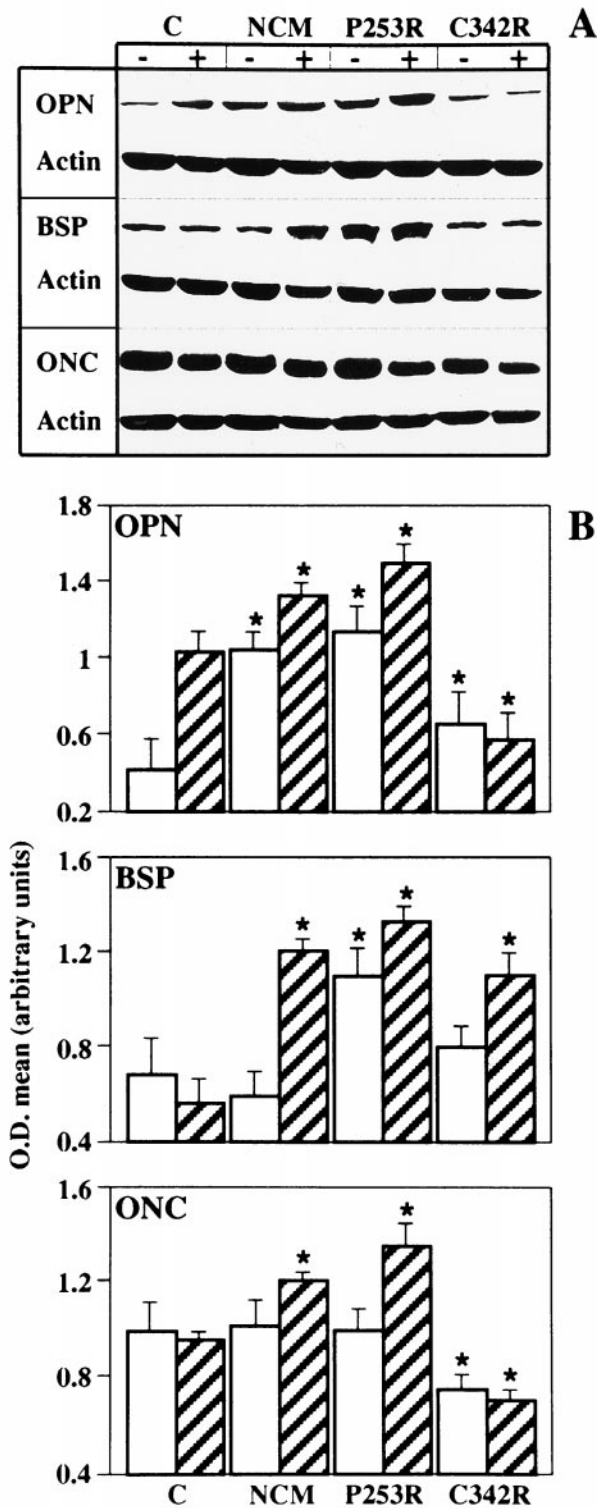 C NCM P253R C342R A
- + - + - + - +
OPN
Actin
BSP
Actin
ONC
Actin
B
OPN
1.8
1.4
1
0.6
0.2
* * * * * *
BSP
1.6
1.2
0.8
0.4
* * * *
ONC
1.6
1.2
0.8
0.4
* * * *
O.D. mean (arbitrary units)
C NCM P253R C342R